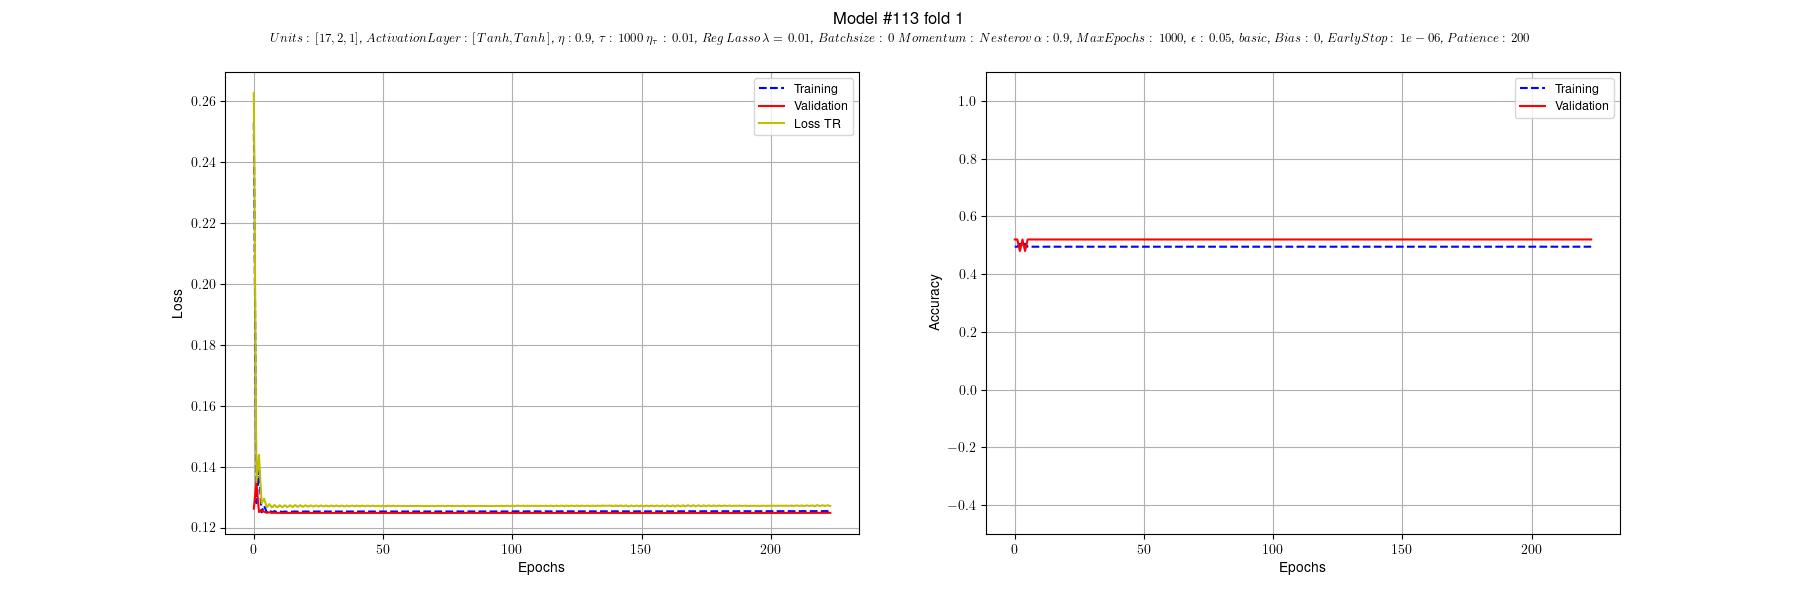 Model #113 fold 1
Units : [17, 2, 1], ActivationLayer : [Tanh, Tanh], η : 0.9, τ : 1000 η_τ : 0.01, Reg Lasso λ = 0.01, Batchsize : 0 Momentum : Nesterov α : 0.9, MaxEpochs : 1000, ϵ : 0.05, basic, Bias : 0, EarlyStop : 1e − 06, Patience : 200
Training
Validation
Loss TR
0.26
0.24
0.22
0.20
0.18
0.16
0.14
0.12
Loss
0 50 100 150 200
Epochs
Training
Validation
1.0
0.8
0.6
0.4
0.2
0.0
−0.2
−0.4
Accuracy
0 50 100 150 200
Epochs